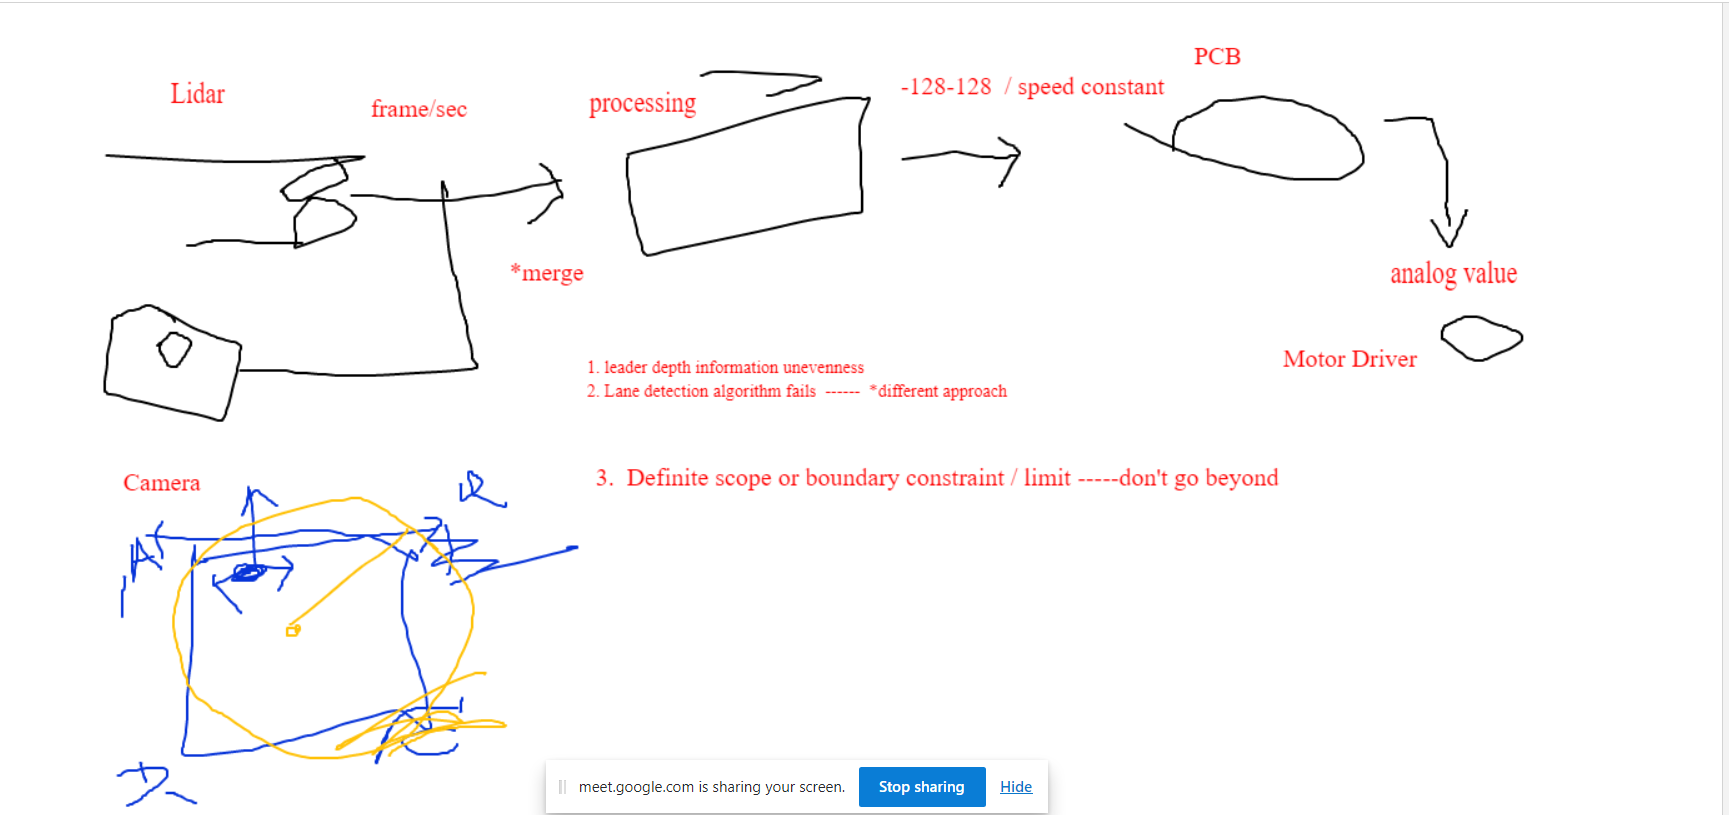 PCB
Lidar
frame/sec
processing
-128-128 / speed constant
*merge
analog value
1. leader depth information unevenness
2. Lane detection algorithm fails ------ *different approach
Motor Driver
Camera
3. Definite scope or boundary constraint / limit -----don't go beyond
meet.google.com is sharing your screen.
Stop sharing
Hide